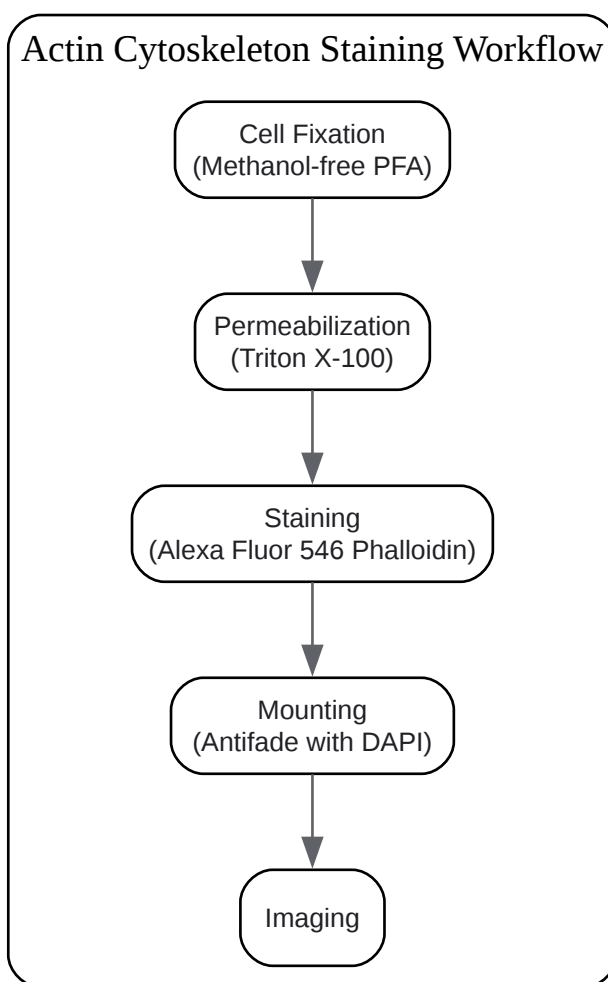 Actin Cytoskeleton Staining Workflow
Cell Fixation
(Methanol-free PFA)
Permeabilization
(Triton X-100)
Staining
(Alexa Fluor 546 Phalloidin)
Mounting
(Antifade with DAPI)
Imaging